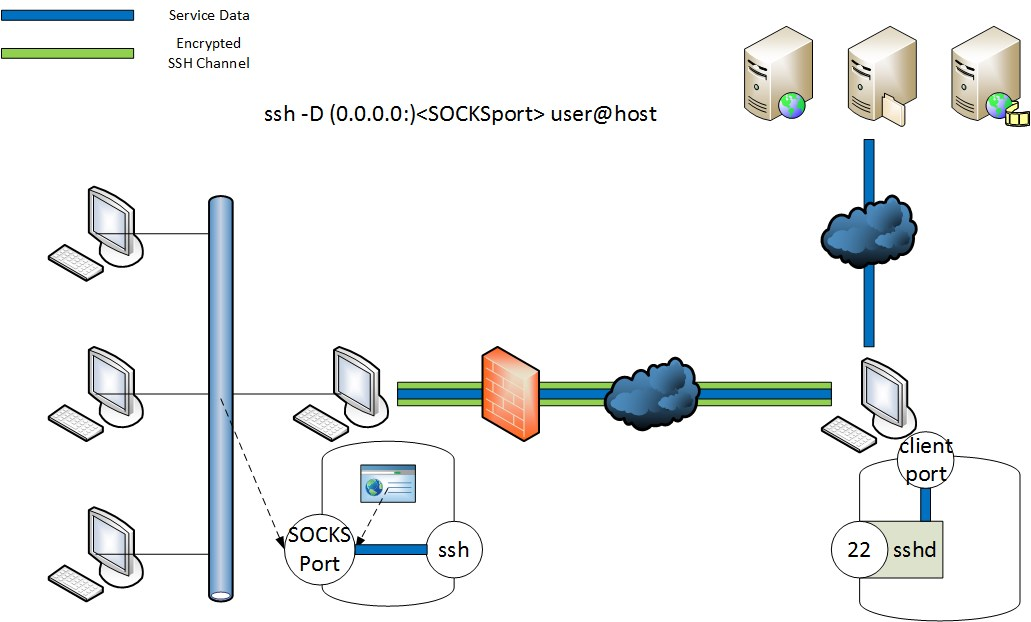 Service Data
Encrypted
SSH Channel
ssh -D (0.0.0.0:)<SOCKSport> user@host
client
port
SOCKS
Port
ssh
22
sshd